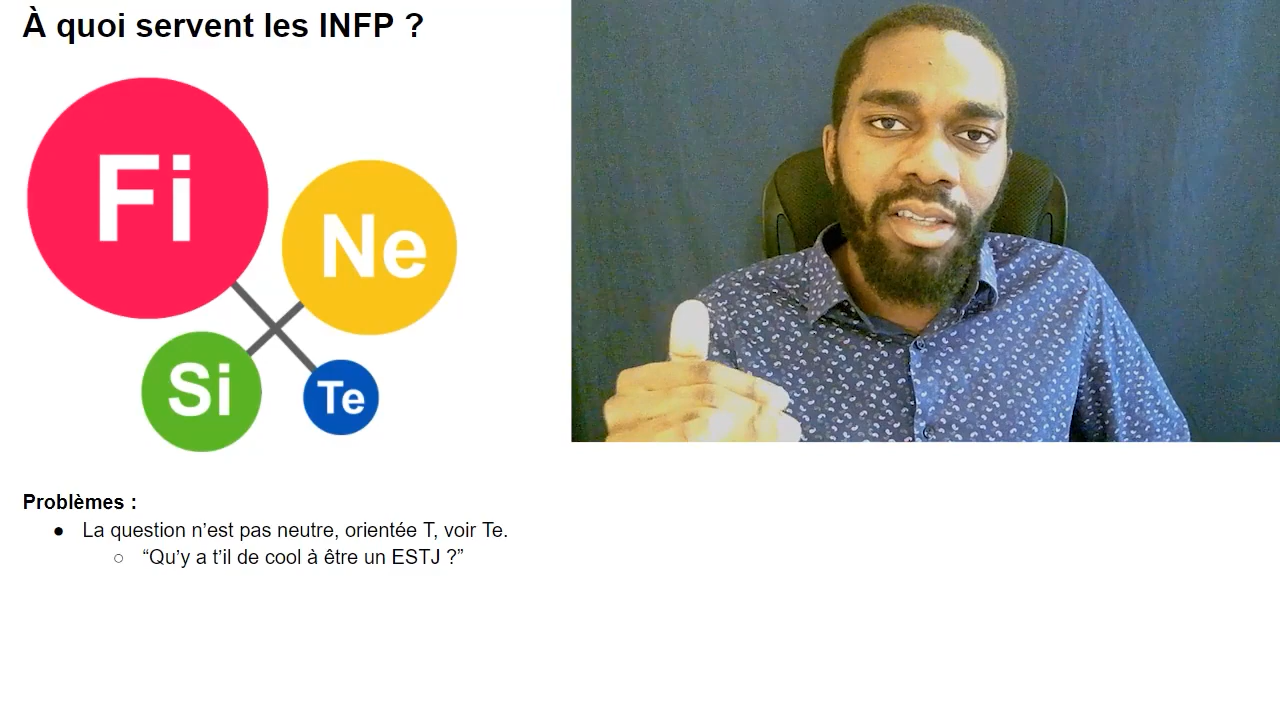 À quoi servent les INFP ?
Fi
Ne
Si
Te
Problèmes :
● La question n’est pas neutre, orientée T, voir Te.
○ “Qu’y a t’il de cool à être un ESTJ ?”